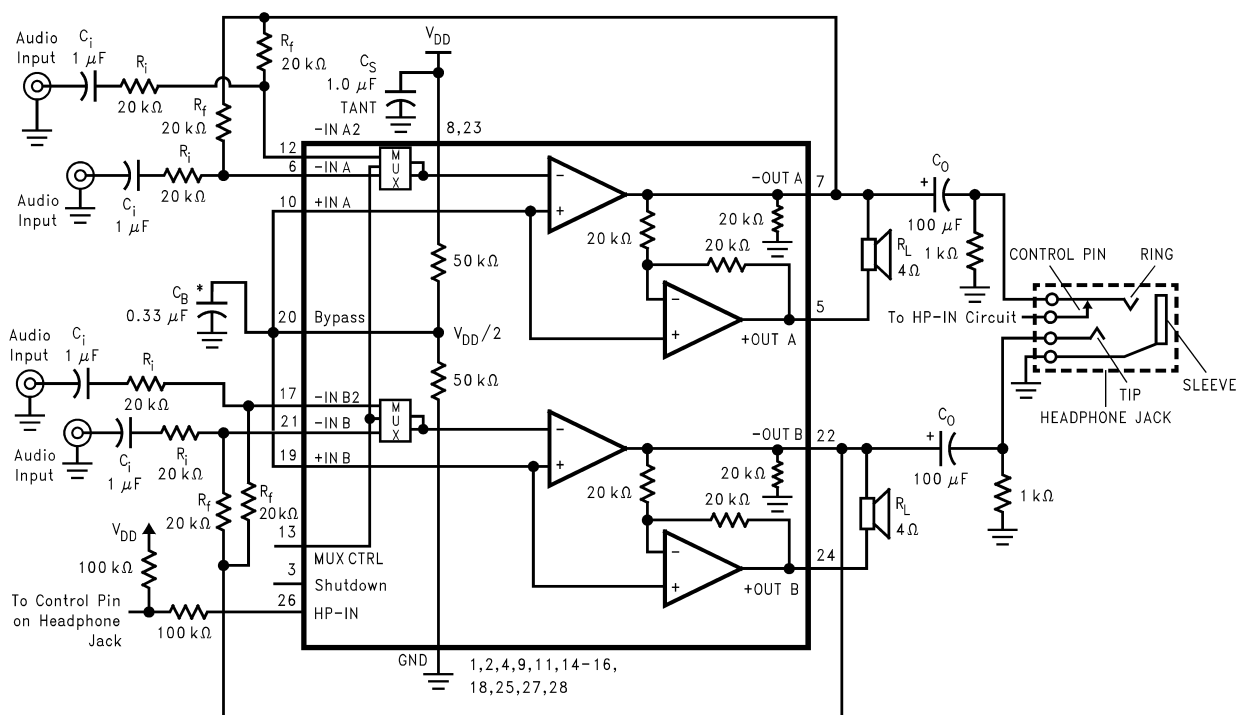 Audio
Input
Ci
1 μF
Ri
20 kΩ
Rf
20 kΩ
Rf
20 kΩ
VDD
CS
1.0 μF
TANT
8,23
Audio
Input
Ci
1 μF
Ri
20 kΩ
12
-IN A2
6
-IN A
10
+IN A
MUX
-
+
-OUT A
7
20 kΩ
20 kΩ
20 kΩ
-
+
+OUT A
5
RL
4Ω
CO
+
100 μF
1 kΩ
CONTROL PIN
RING
To HP-IN Circuit
TIP
SLEEVE
HEADPHONE JACK
50 kΩ
CB
*
0.33 μF
20
Bypass
VDD/2
50 kΩ
Audio
Input
Ci
1 μF
Ri
20 kΩ
17
-IN B2
21
-IN B
19
+IN B
MUX
Audio
Input
Ci
1 μF
Ri
20 kΩ
Rf
20 kΩ
Rf
20kΩ
-
+
-OUT B
22
20 kΩ
20 kΩ
20 kΩ
-
+
+OUT B
24
RL
4Ω
CO
+
100 μF
1 kΩ
VDD
100 kΩ
13
MUX CTRL
3
Shutdown
26
HP-IN
To Control Pin
on Headphone
Jack
100 kΩ
GND
1,2,4,9,11,14-16,
18,25,27,28